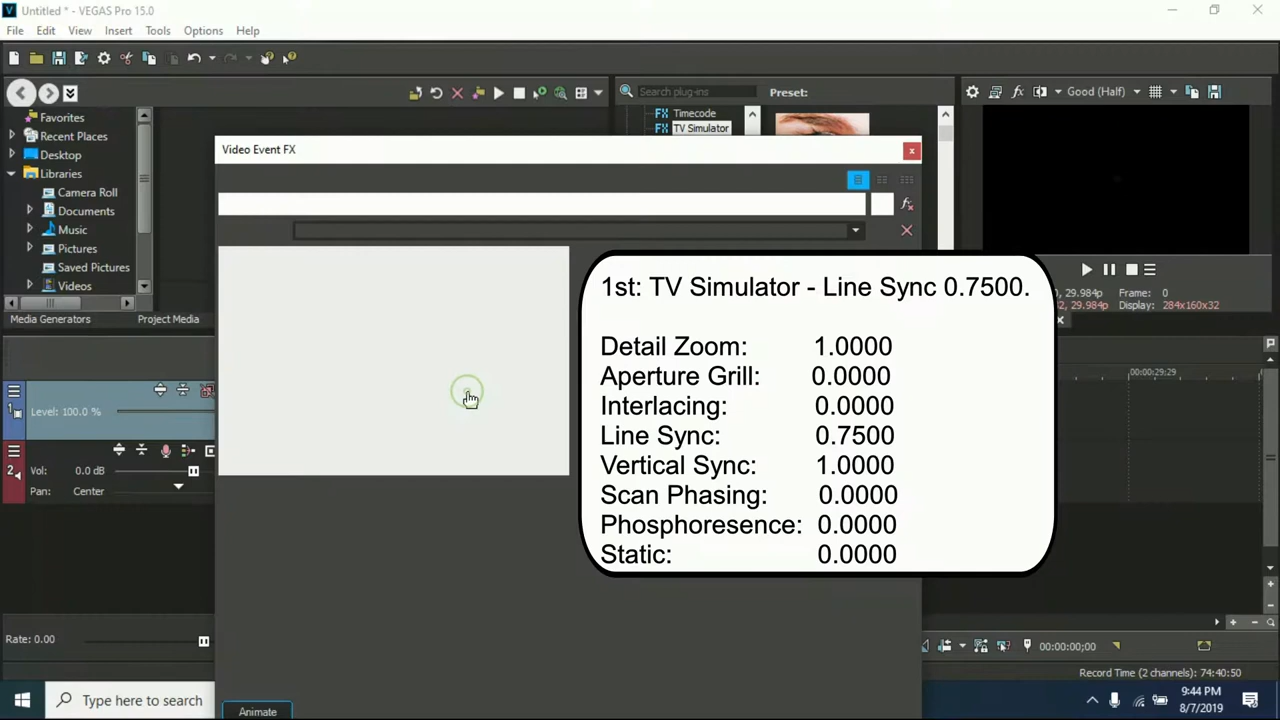 Untitled * - VEGAS Pro 15.0
File Edit View Insert Tools Options Help
Search plug-ins
Preset:
Good (Half)
Favorites
Recent Places
Desktop
Libraries
Camera Roll
Documents
Music
Pictures
Saved Pictures
Videos
Timecode
TV Simulator
Video Event FX
1st: TV Simulator - Line Sync 0.7500.
Detail Zoom: 1.0000
Aperture Grill: 0.0000
Interlacing: 0.0000
Line Sync: 0.7500
Vertical Sync: 1.0000
Scan Phasing: 0.0000
Phosphoresence: 0.0000
Static: 0.0000
29.984p Frame: 0
29.984p Display: 284x160x32
Media Generators Project Media
00:00:29:29
1
Level: 100.0 %
2
Vol: 0.0 dB
Pan: Center
Rate: 0.00
00:00:00;00
Record Time (2 channels): 74:40:50
Animate
Type here to search
9:44 PM
8/7/2019